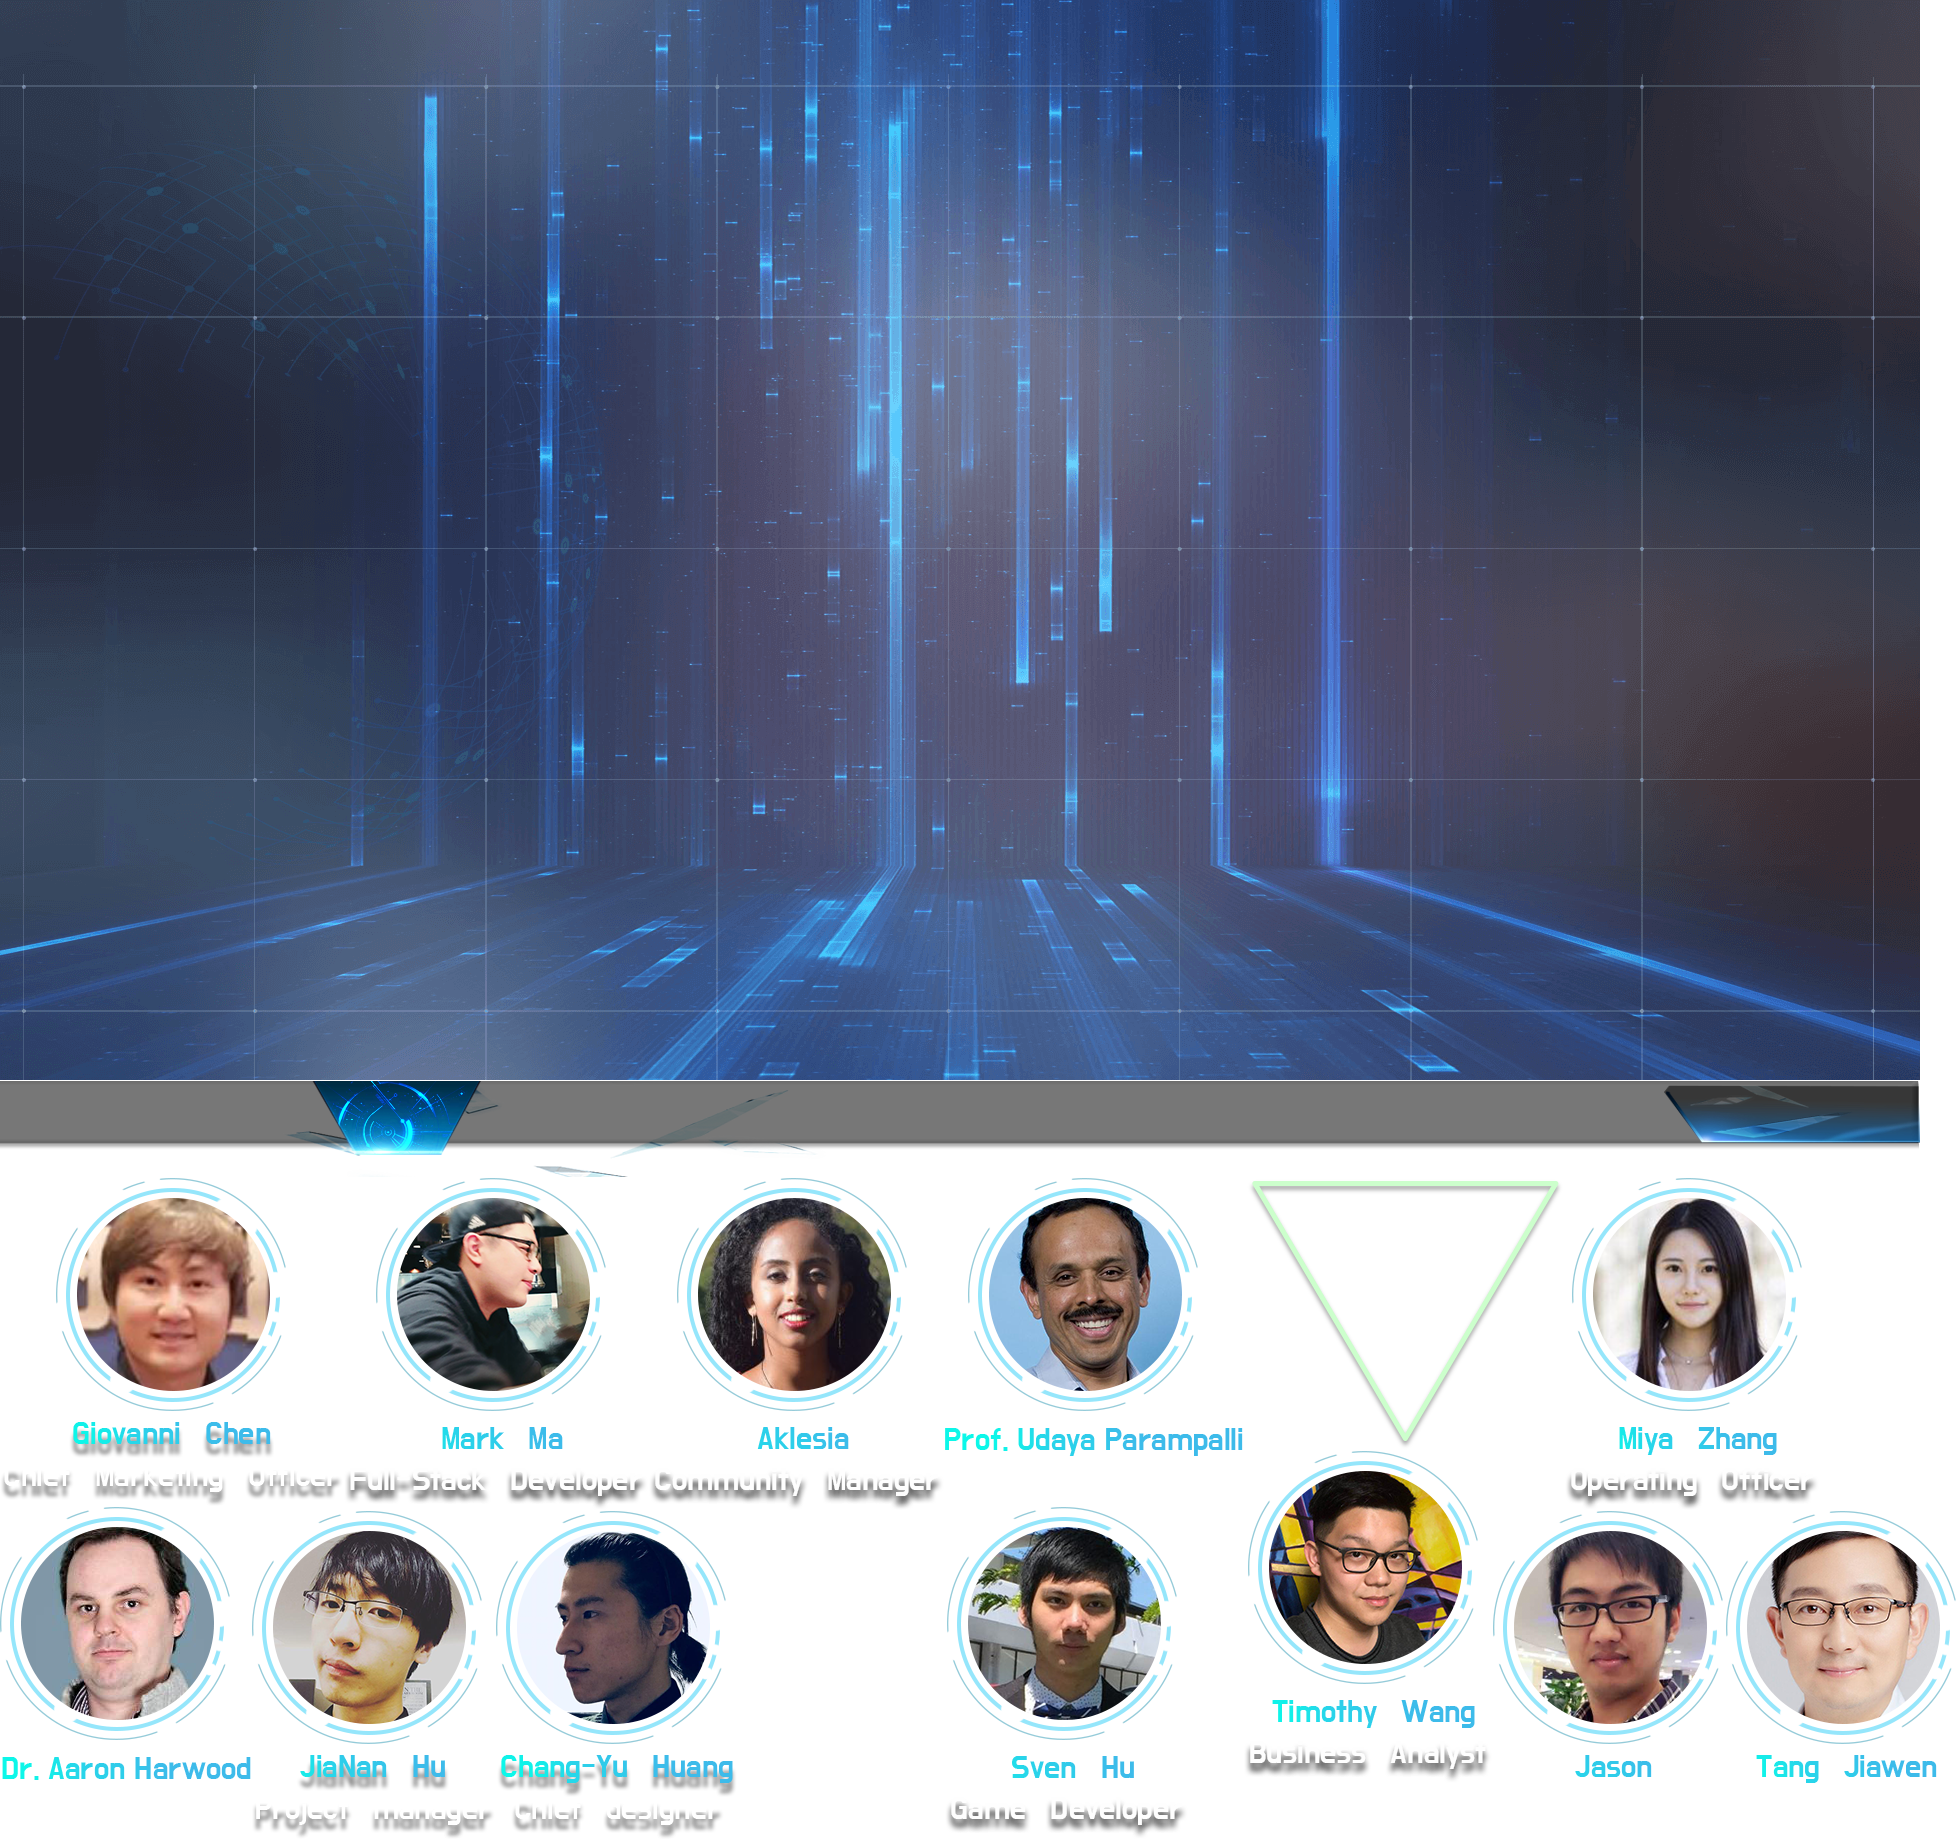 Giovanni Chen
Mark Ma
Aklesia
Prof. Udaya Parampalli
Miya Zhang
Chief Marketing Officer
Full-Stack Developer
Community Manager
Operating Officer
Timothy Wang
Business Analyst
Dr. Aaron Harwood
JiaNan Hu
Chang-Yu Huang
Sven Hu
Jason
Tang Jiawen
Project manager
Chief designer
Game Developer